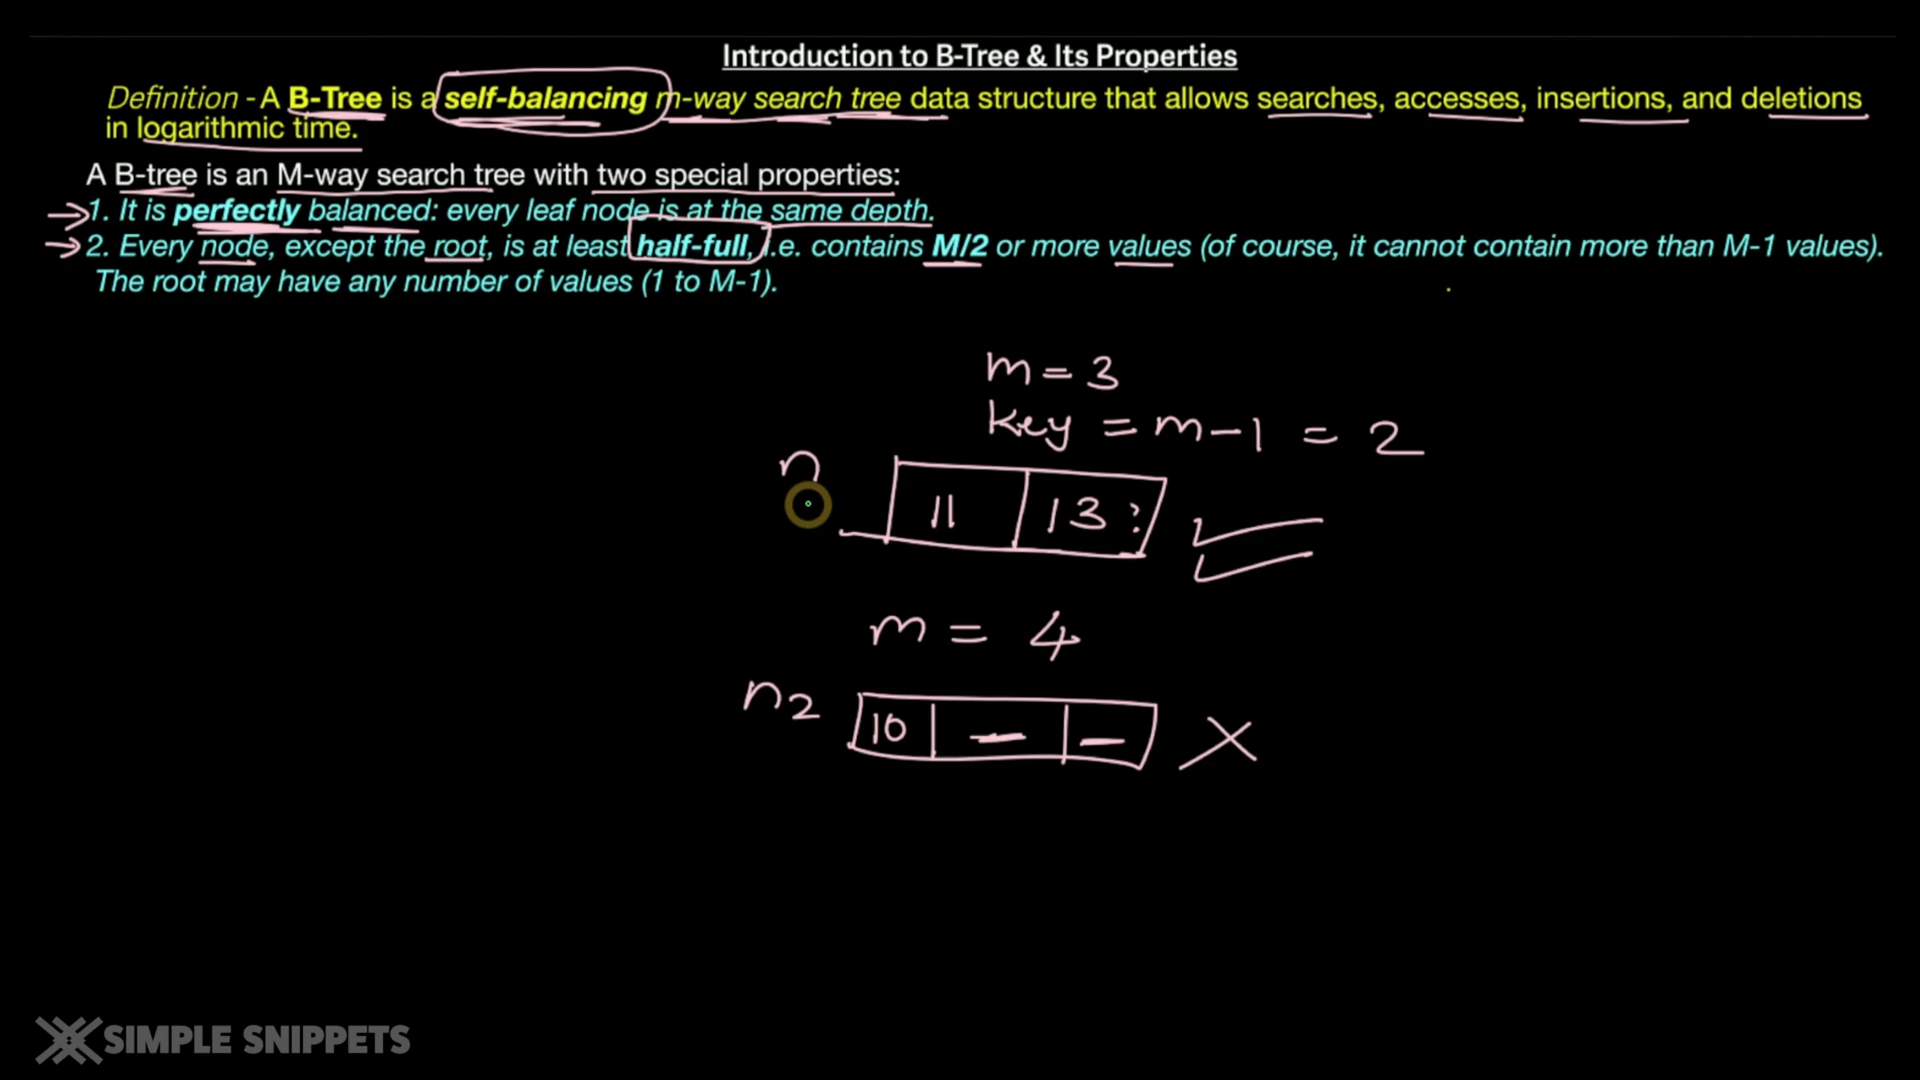 Introduction to B-Tree & Its Properties
Definition - A B-Tree is a self-balancing m-way search tree data structure that allows searches, accesses, insertions, and deletions
in logarithmic time.
A B-tree is an M-way search tree with two special properties:
1. It is perfectly balanced: every leaf node is at the same depth.
2. Every node, except the root, is at least half-full, i.e. contains M/2 or more values (of course, it cannot contain more than M-1 values).
The root may have any number of values (1 to M-1).
m = 3
key = m - 1 = 2
n
11 13 ?
m = 4
n2
10 - -
SIMPLE SNIPPETS